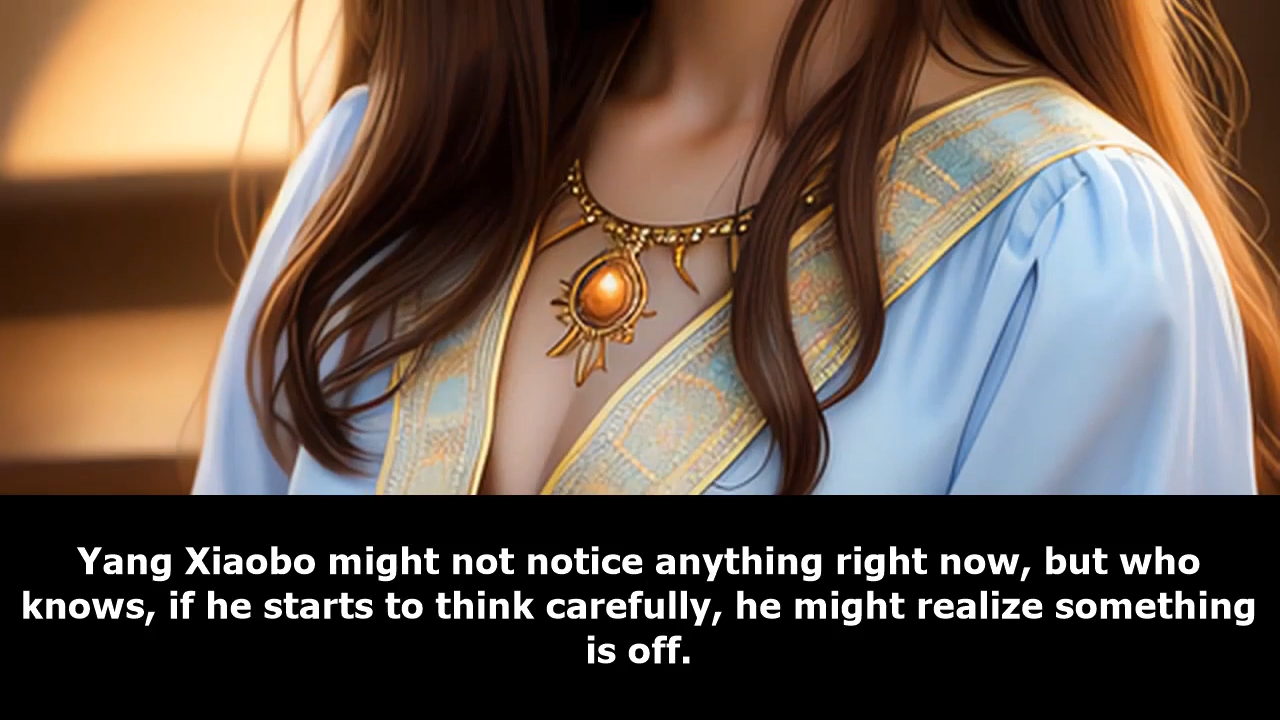 Yang Xiaobo might not notice anything right now, but who
knows, if he starts to think carefully, he might realize something
is off.